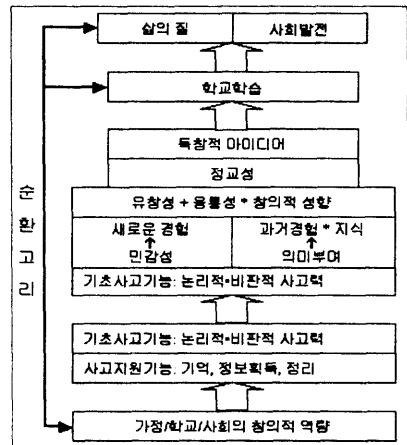 삶의 질 사회발전
학교학습
독창적 아이디어
정교성
유창성 + 융통성 * 창의적 성향
새로운 경험 과거경험 * 지식
민감성 의미부여
기초사고기능: 논리적•비판적 사고력
기초사고기능: 논리적•비판적 사고력
사고지원기능: 기억, 정보획득, 정리
가정/학교/사회의 창의적 역량
순
환
고
리